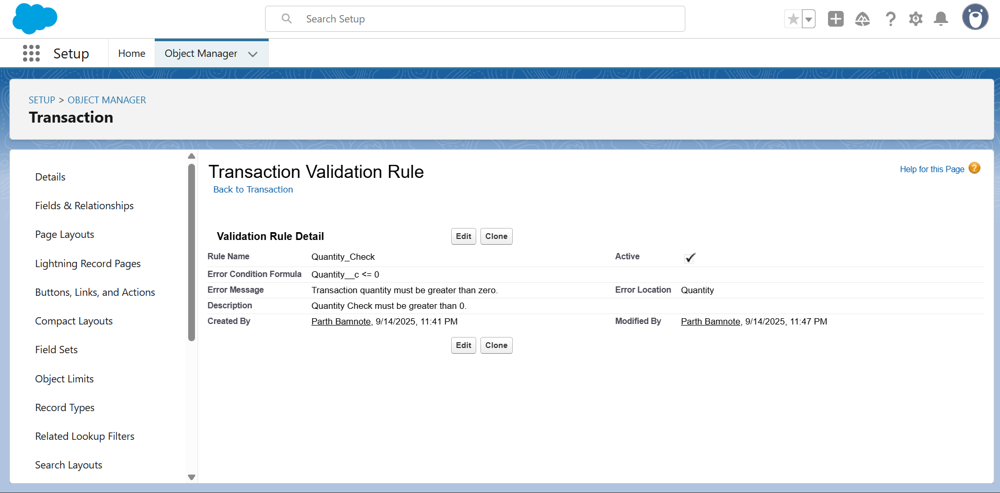 Search Setup
Setup
Home
Object Manager
SETUP > OBJECT MANAGER
Transaction
Details
Fields & Relationships
Page Layouts
Lightning Record Pages
Buttons, Links, and Actions
Compact Layouts
Field Sets
Object Limits
Record Types
Related Lookup Filters
Search Layouts
Transaction Validation Rule
Help for this Page ?
Back to Transaction
Validation Rule Detail
Edit Clone
Rule Name Quantity_Check Active
Error Condition Formula Quantity__c <= 0
Error Message Transaction quantity must be greater than zero. Error Location Quantity
Description Quantity Check must be greater than 0.
Created By Parth Bamnote, 9/14/2025, 11:41 PM Modified By Parth Bamnote, 9/14/2025, 11:47 PM
Edit Clone